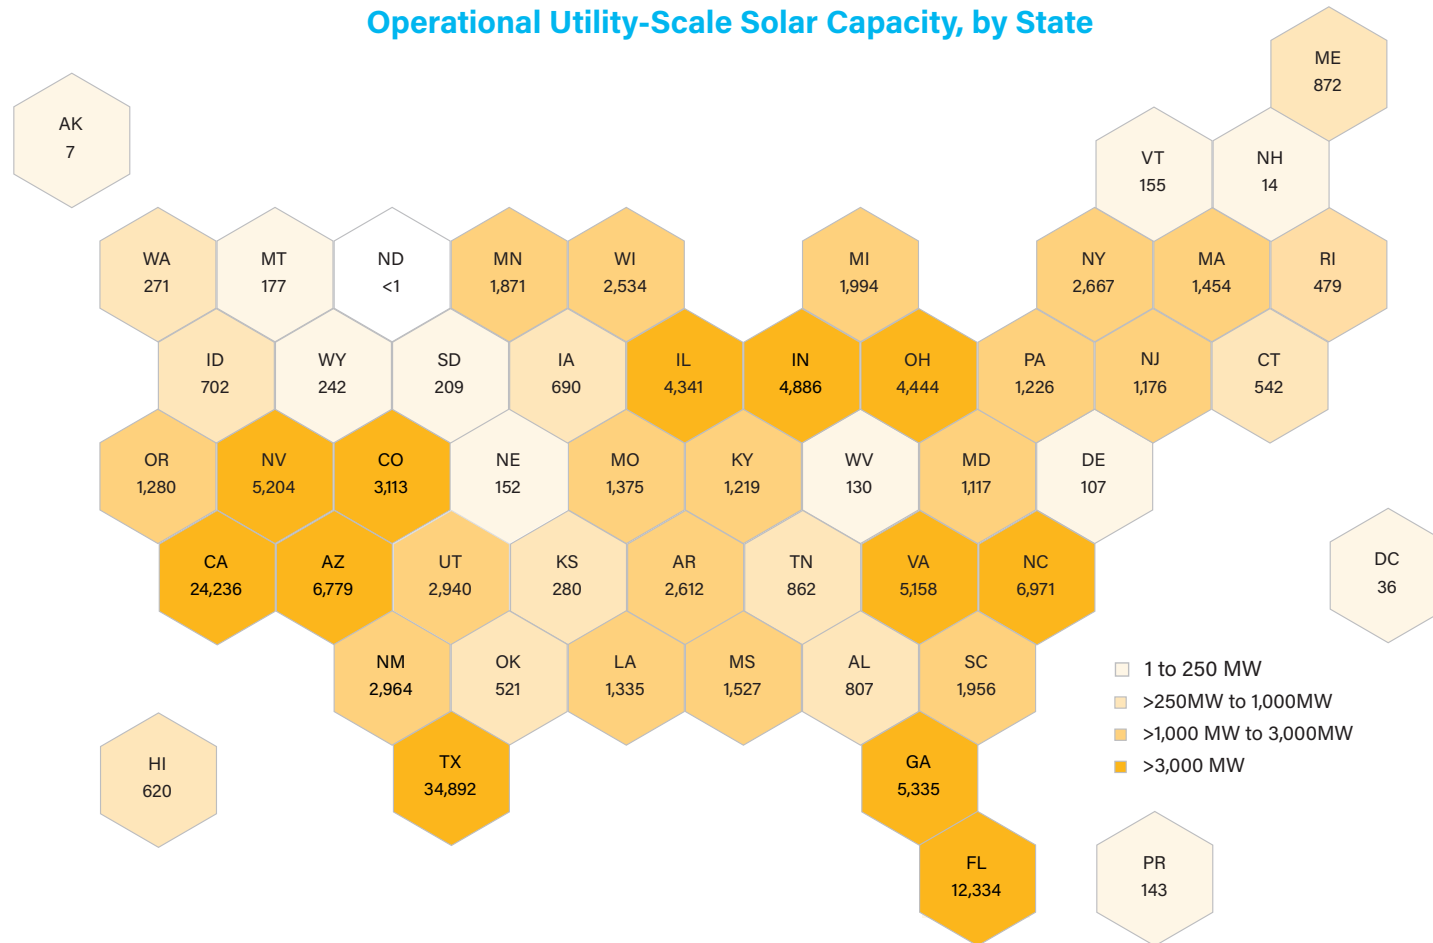 Operational Utility-Scale Solar Capacity, by State
ME
872
AK
7
VT
155
NH
14
WA
271
MT
177
ND
<1
MN
1,871
WI
2,534
MI
1,994
NY
2,667
MA
1,454
RI
479
ID
702
WY
242
SD
209
IA
690
IL
4,341
IN
4,886
OH
4,444
PA
1,226
NJ
1,176
CT
542
OR
1,280
NV
5,204
CO
3,113
NE
152
MO
1,375
KY
1,219
WV
130
MD
1,117
DE
107
CA
24,236
AZ
6,779
UT
2,940
KS
280
AR
2,612
TN
862
VA
5,158
NC
6,971
DC
36
NM
2,964
OK
521
LA
1,335
MS
1,527
AL
807
SC
1,956
1 to 250 MW
>250MW to 1,000MW
>1,000 MW to 3,000MW
>3,000 MW
HI
620
TX
34,892
GA
5,335
FL
12,334
PR
143